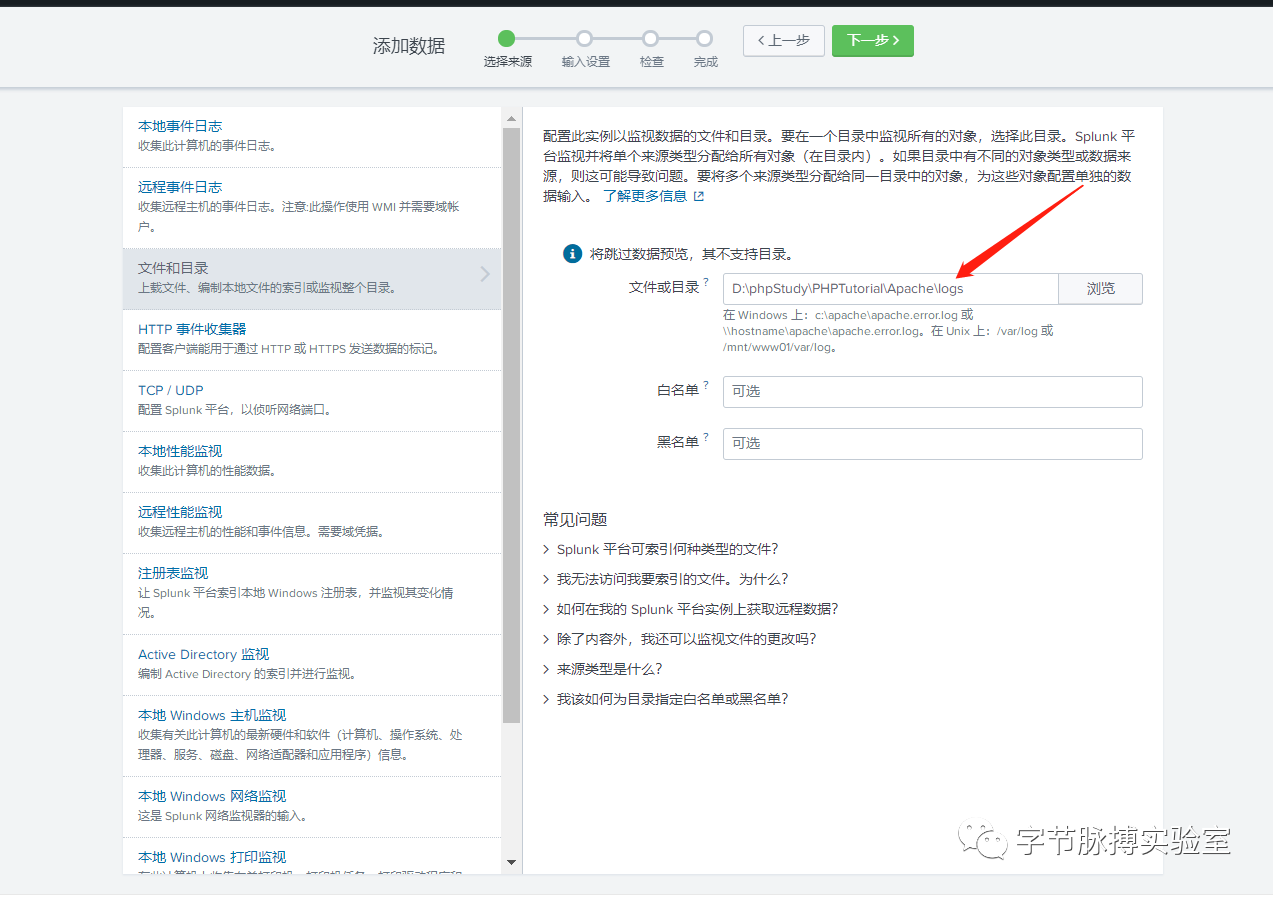 添加数据
选择来源
输入设置
检查
完成
上一步
下一步
本地事件日志
收集此计算机的事件日志。
远程事件日志
收集远程主机的事件日志。注意:此操作使用 WMI 并需要域帐
户。
文件和目录
上载文件、编制本地文件的索引或监视整个目录。
HTTP 事件收集器
配置客户端能用于通过 HTTP 或 HTTPS 发送数据的标记。
TCP / UDP
配置 Splunk 平台，以侦听网络端口。
本地性能监视
收集此计算机的性能数据。
远程性能监视
收集远程主机的性能和事件信息。需要域凭据。
注册表监视
让 Splunk 平台索引本地 Windows 注册表，并监视其变化情
况。
Active Directory 监视
编制 Active Directory 的索引并进行监视。
本地 Windows 主机监视
收集有关此计算机的最新硬件和软件（计算机、操作系统、处
理器、服务、磁盘、网络适配器和应用程序）信息。
本地 Windows 网络监视
这是 Splunk 网络监视器的输入。
本地 Windows 打印监视
配置此实例以监视数据的文件和目录。要在一个目录中监视所有的对象，选择此目录。Splunk 平
台监视并将单个来源类型分配给所有对象（在目录内）。如果目录中有不同的对象类型或数据来
源，则这可能导致问题。要将多个来源类型分配给同一目录中的对象，为这些对象配置单独的数
据输入。 了解更多信息
将跳过数据预览，其不支持目录。
文件或目录 ?
D:\phpStudy\PHPTutorial\Apache\logs
浏览
在 Windows 上：c:\apache\apache.error.log 或
\\hostname\apache\apache.error.log。在 Unix 上：/var/log 或
/mnt/www01/var/log。
白名单 ?
可选
黑名单 ?
可选
常见问题
Splunk 平台可索引何种类型的文件?
我无法访问我要索引的文件。为什么?
如何在我的 Splunk 平台实例上获取远程数据?
除了内容外，我还可以监视文件的更改吗?
来源类型是什么?
我该如何为目录指定白名单或黑名单?
字节脉搏实验室